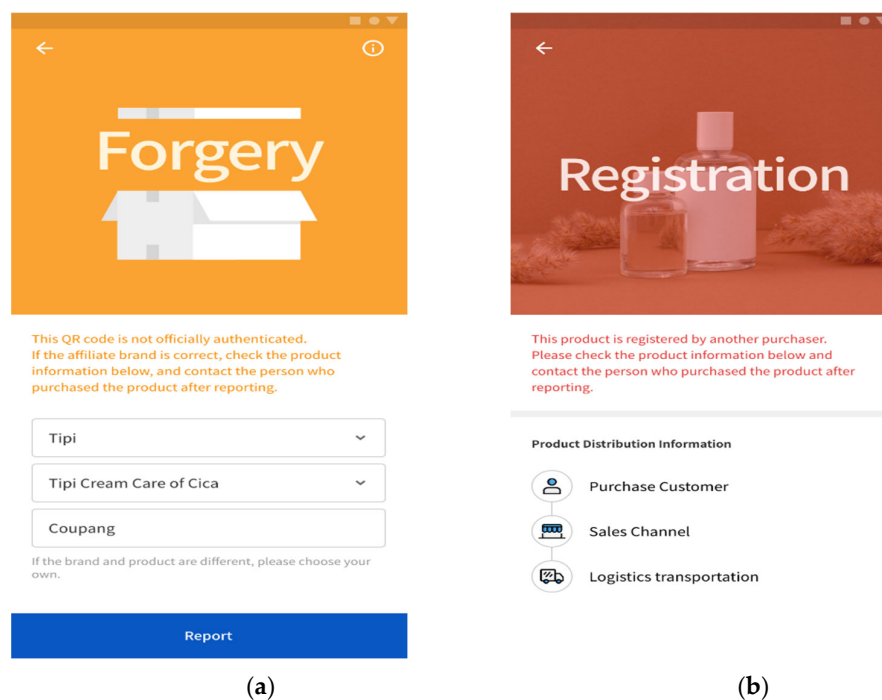 Forgery
This QR code is not officially authenticated.
If the affiliate brand is correct, check the product
information below, and contact the person who
purchased the product after reporting.
Tipi
Tipi Cream Care of Cica
Coupang
If the brand and product are different, please choose your
own.
Report
(a)
Registration
This product is registered by another purchaser.
Please check the product information below and
contact the person who purchased the product after
reporting.
Product Distribution Information
Purchase Customer
Sales Channel
Logistics transportation
(b)